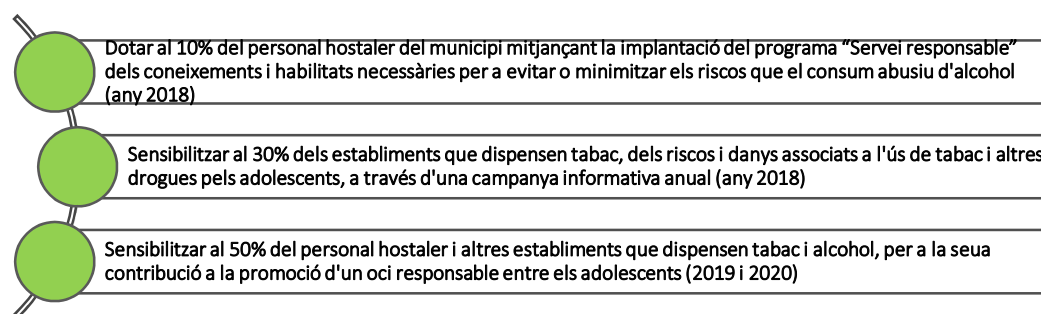 Dotar al 10% del personal hostaler del municipi mitjançant la implantació del programa “Servei responsable”
dels coneixements i habilitats necessàries per a evitar o minimitzar els riscos que el consum abusiu d'alcohol
(any 2018)
Sensibilitzar al 30% dels establiments que dispensen tabac, dels riscos i danys associats a l'ús de tabac i altres
drogues pels adolescents, a través d'una campanya informativa anual (any 2018)
Sensibilitzar al 50% del personal hostaler i altres establiments que dispensen tabac i alcohol, per a la seua
contribució a la promoció d'un oci responsable entre els adolescents (2019 i 2020)